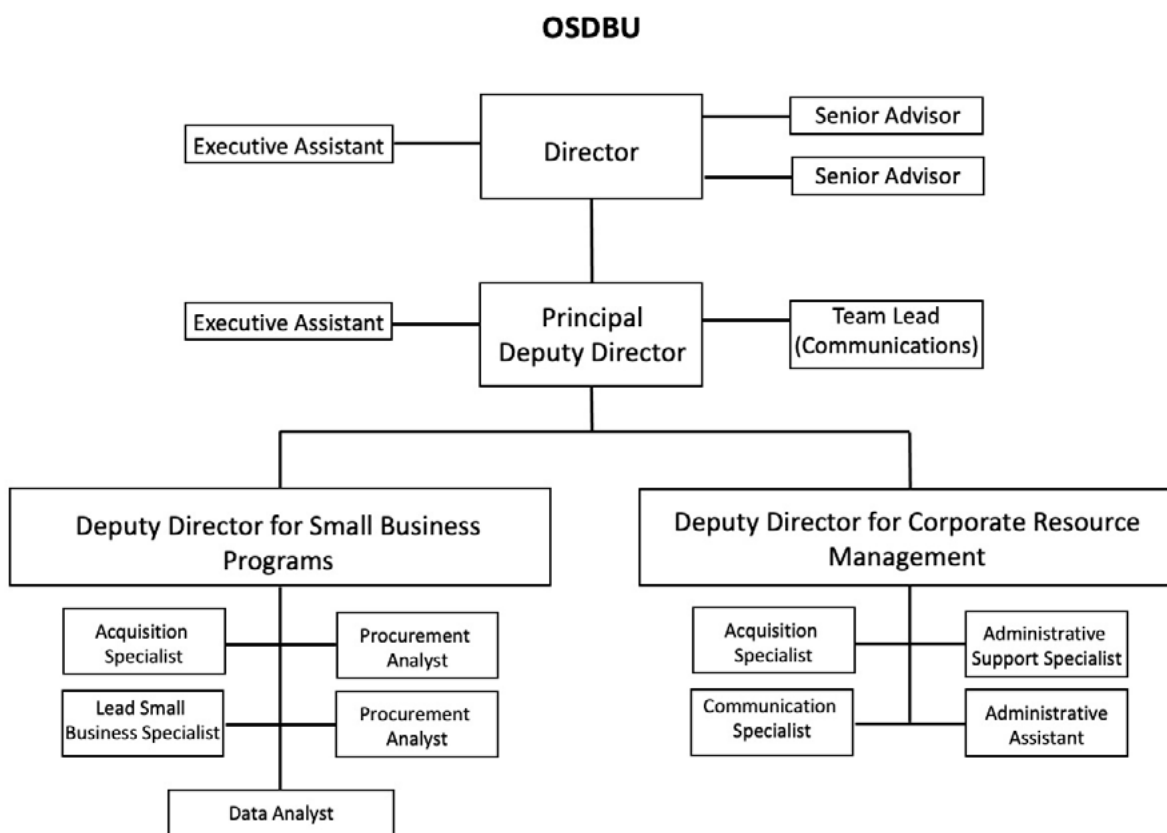 OSDBU
Executive Assistant
Director
Senior Advisor
Senior Advisor
Executive Assistant
Principal
Deputy Director
Team Lead
(Communications)
Deputy Director for Small Business
Programs
Deputy Director for Corporate Resource
Management
Acquisition
Specialist
Procurement
Analyst
Lead Small
Business Specialist
Procurement
Analyst
Data Analyst
Acquisition
Specialist
Administrative
Support Specialist
Communication
Specialist
Administrative
Assistant